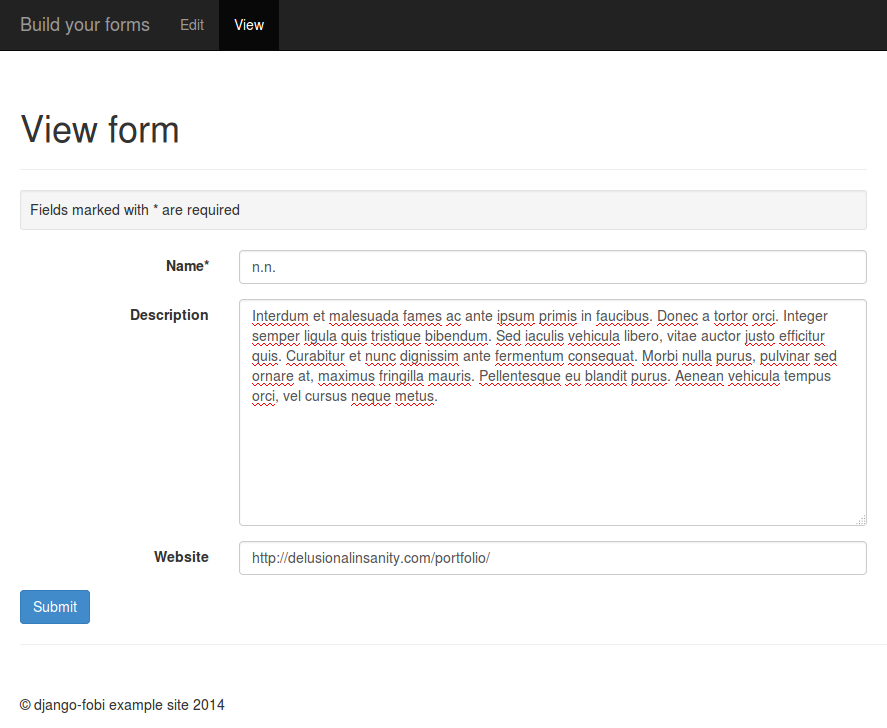 Build your forms Edit View
View form
Fields marked with * are required
Name* n.n.
Description Interdum et malesuada fames ac ante ipsum primis in faucibus. Donec a tortor orci. Integer
semper ligula quis tristique bibendum. Sed iaculis vehicula libero, vitae auctor justo efficitur
quis. Curabitur et nunc dignissim ante fermentum consequat. Morbi nulla purus, pulvinar sed
ornare at, maximus fringilla mauris. Pellentesque eu blandit purus. Aenean vehicula tempus
orci, vel cursus neque metus.
Website http://delusionalinsanity.com/portfolio/
Submit
© django-fobi example site 2014